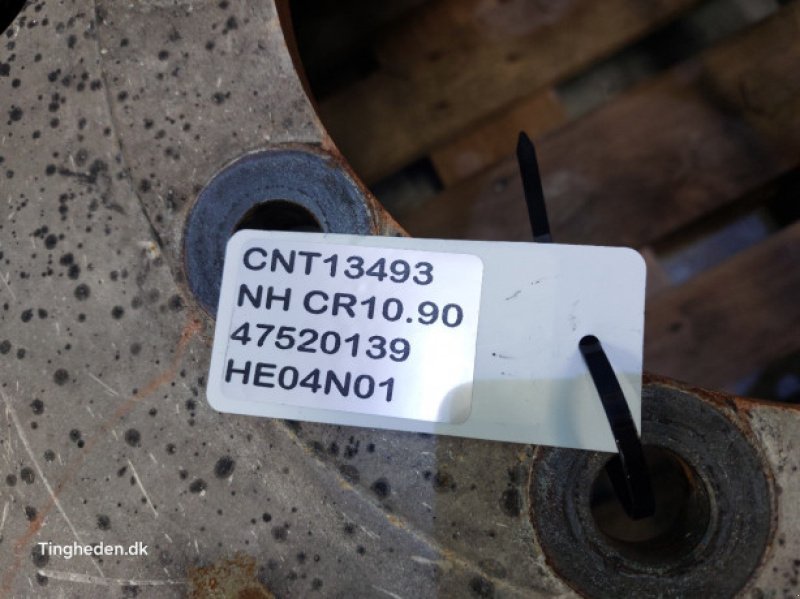 CNT13493
NH CR10.90
47520139
HE04N01
Tingheden.dk